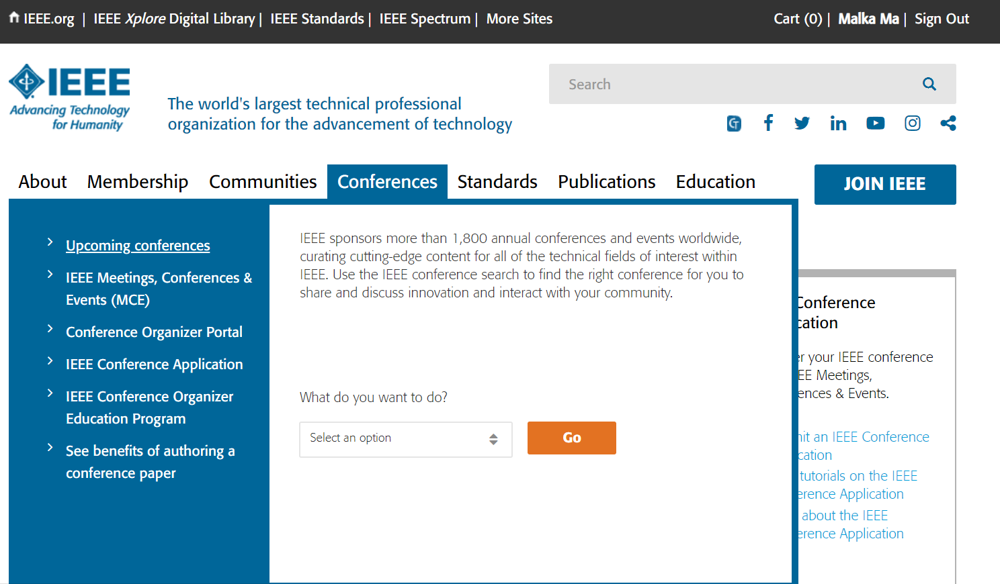 IEEE.org | IEEE Xplore Digital Library | IEEE Standards | IEEE Spectrum | More Sites
Cart (0) | Malka Ma | Sign Out
IEEE
Advancing Technology
for Humanity
The world's largest technical professional
organization for the advancement of technology
Search
About Membership Communities Conferences Standards Publications Education
JOIN IEEE
Upcoming conferences
IEEE Meetings, Conferences &
Events (MCE)
Conference Organizer Portal
IEEE Conference Application
IEEE Conference Organizer
Education Program
See benefits of authoring a
conference paper
IEEE sponsors more than 1,800 annual conferences and events worldwide,
curating cutting-edge content for all of the technical fields of interest within
IEEE. Use the IEEE conference search to find the right conference for you to
share and discuss innovation and interact with your community.
What do you want to do?
Select an option
Go
Conference
cation
er your IEEE conference
EE Meetings,
ences & Events.
nit an IEEE Conference
cation
tutorials on the IEEE
erence Application
about the IEEE
erence Application